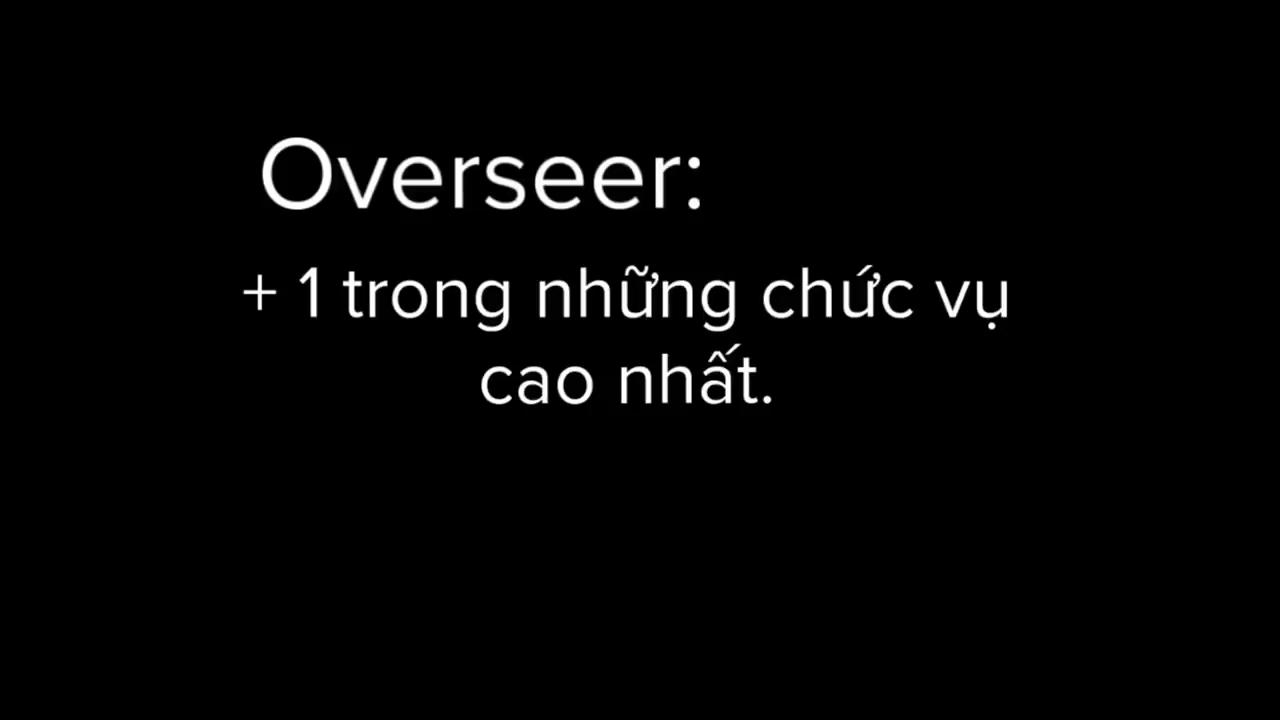 Overseer:
+ 1 trong những chức vụ
cao nhất.